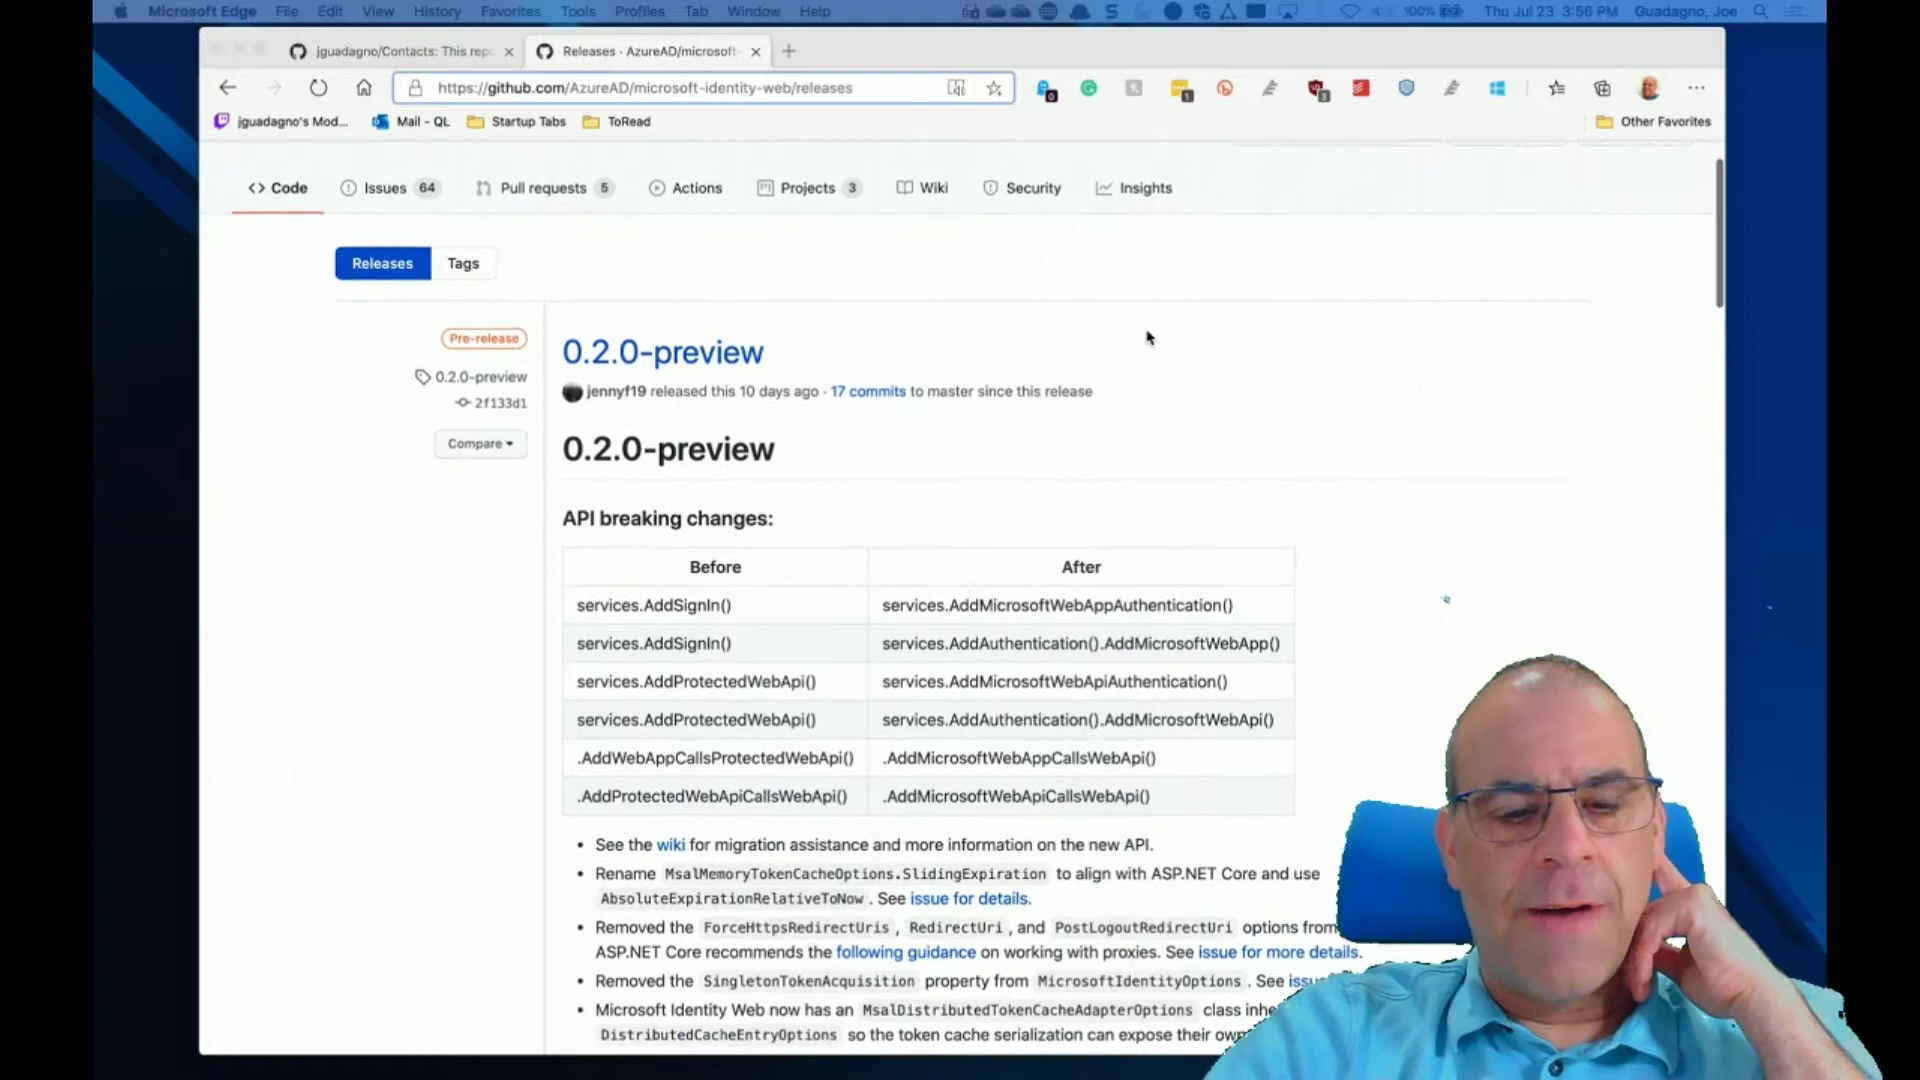 Microsoft Edge File Edit View History Favorites Tools Profiles Tab Window Help 100% Thu Jul 23 3:56 PM Guadagno, Joe
jguadagno/Contacts: This rep
Releases · AzureAD/microsoft-
https://github.com/AzureAD/microsoft-identity-web/releases
jguadagno's Mod... Mail - QL Startup Tabs ToRead Other Favorites
Code Issues 64 Pull requests 5 Actions Projects 3 Wiki Security Insights
Releases Tags
Pre-release
0.2.0-preview
2f133d1
Compare
0.2.0-preview
jennyf19 released this 10 days ago · 17 commits to master since this release
0.2.0-preview
API breaking changes:
Before After
services.AddSignIn() services.AddMicrosoftWebAppAuthentication()
services.AddSignIn() services.AddAuthentication().AddMicrosoftWebApp()
services.AddProtectedWebApi() services.AddMicrosoftWebApiAuthentication()
services.AddProtectedWebApi() services.AddAuthentication().AddMicrosoftWebApi()
.AddWebAppCallsProtectedWebApi() .AddMicrosoftWebAppCallsWebApi()
.AddProtectedWebApiCallsWebApi() .AddMicrosoftWebApiCallsWebApi()
• See the wiki for migration assistance and more information on the new API.
• Rename MsalMemoryTokenCacheOptions.SlidingExpiration to align with ASP.NET Core and use
AbsoluteExpirationRelativeToNow . See issue for details.
• Removed the ForceHttpsRedirectUris , RedirectUri , and PostLogoutRedirectUri options from
ASP.NET Core recommends the following guidance on working with proxies. See issue for more details.
• Removed the SingletonTokenAcquisition property from MicrosoftIdentityOptions . See issu
• Microsoft Identity Web now has an MsalDistributedTokenCacheAdapterOptions class inhe
DistributedCacheEntryOptions so the token cache serialization can expose their own